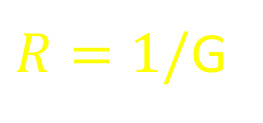 R = 1/G